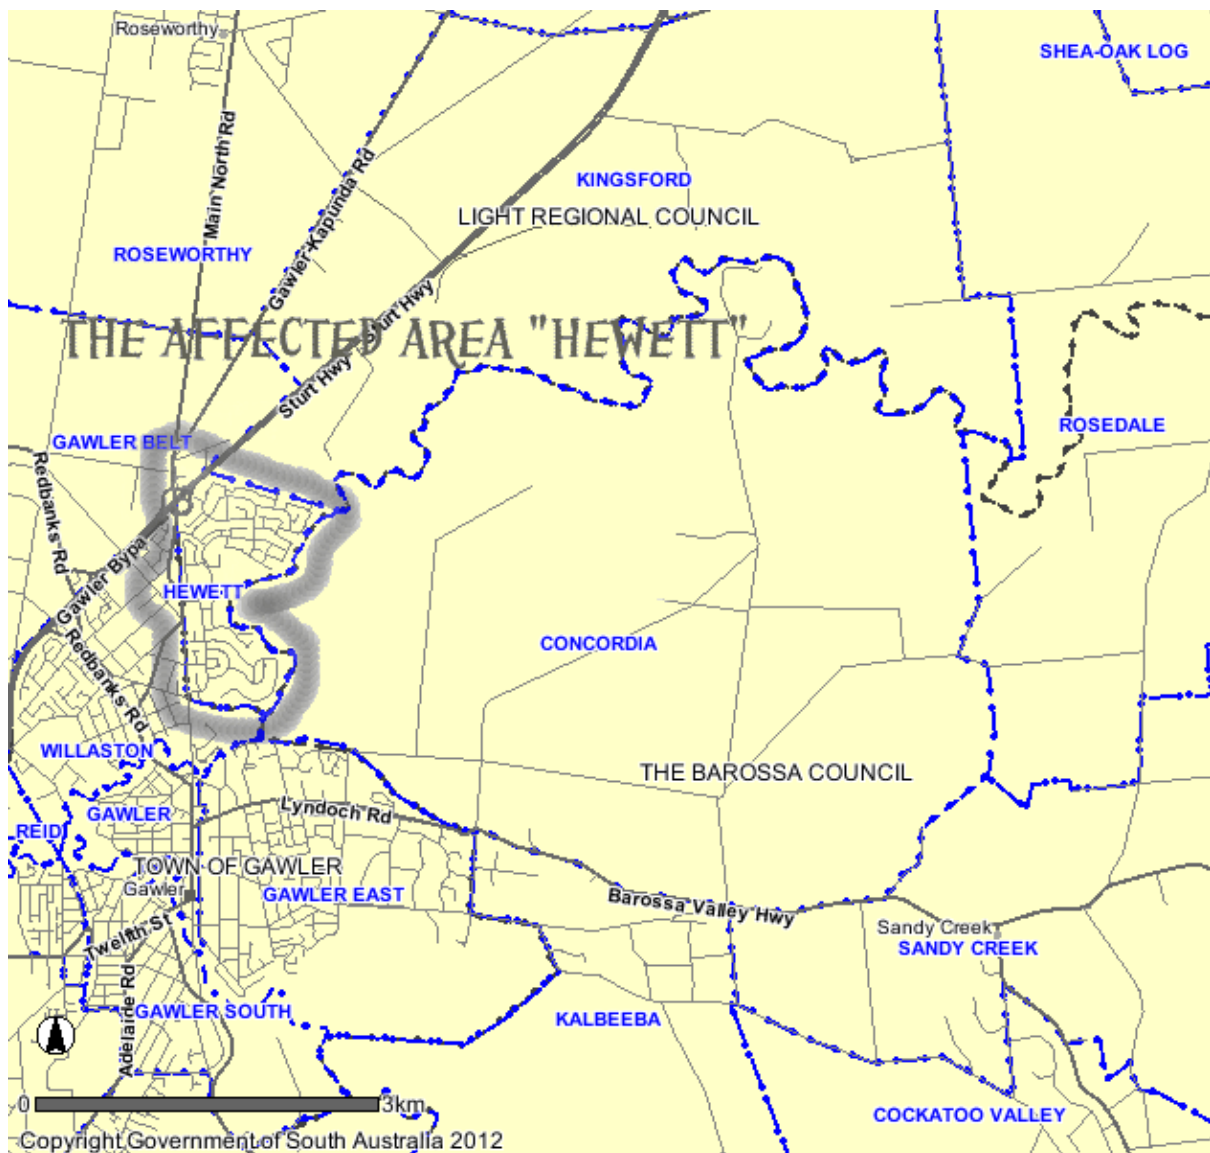 Roseworthy
SHEA-OAK LOG
Main North Rd
Gawler-Kapunda Rd
KINGSFORD
LIGHT REGIONAL COUNCIL
ROSEWORTHY
Sturt Hwy
THE AFFECTED AREA "HEWETT"
Sturt Hwy
ROSEDALE
GAWLER BELT
Redbanks Rd
Gawler Bypa
HEWETT
CONCORDIA
Redbanks Rd
WILLASTON
THE BAROSSA COUNCIL
GAWLER
Lyndoch Rd
REID
TOWN OF GAWLER
Gawler
GAWLER EAST
Barossa Valley Hwy
Twelfth St
Sandy Creek
SANDY CREEK
Adelaide Rd
GAWLER SOUTH
KALBEEBA
0 3km
COCKATOO VALLEY
Copyright Government of South Australia 2012